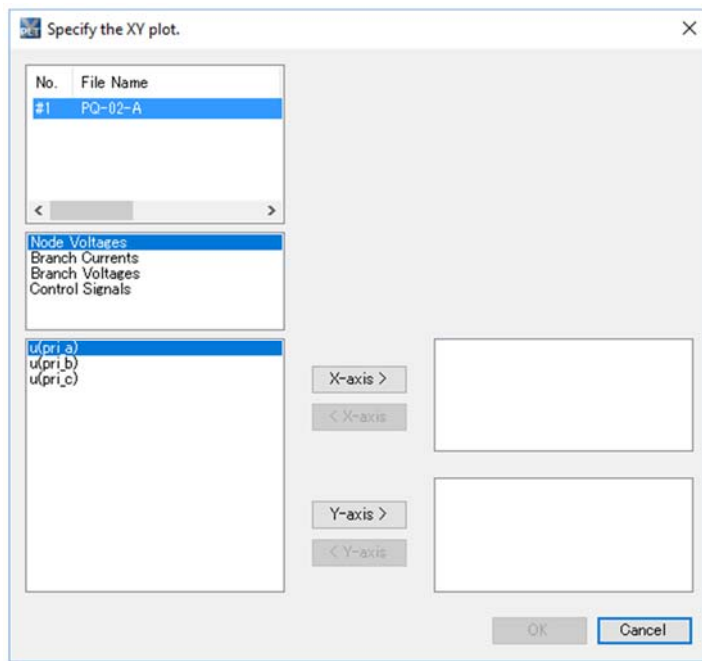 Specify the XY plot.
No. File Name
#1 PQ-02-A
Node Voltages
Branch Currents
Branch Voltages
Control Signals
u(pri_a)
u(pri_b)
u(pri_c)
X-axis >
< X-axis
Y-axis >
< Y-axis
OK Cancel